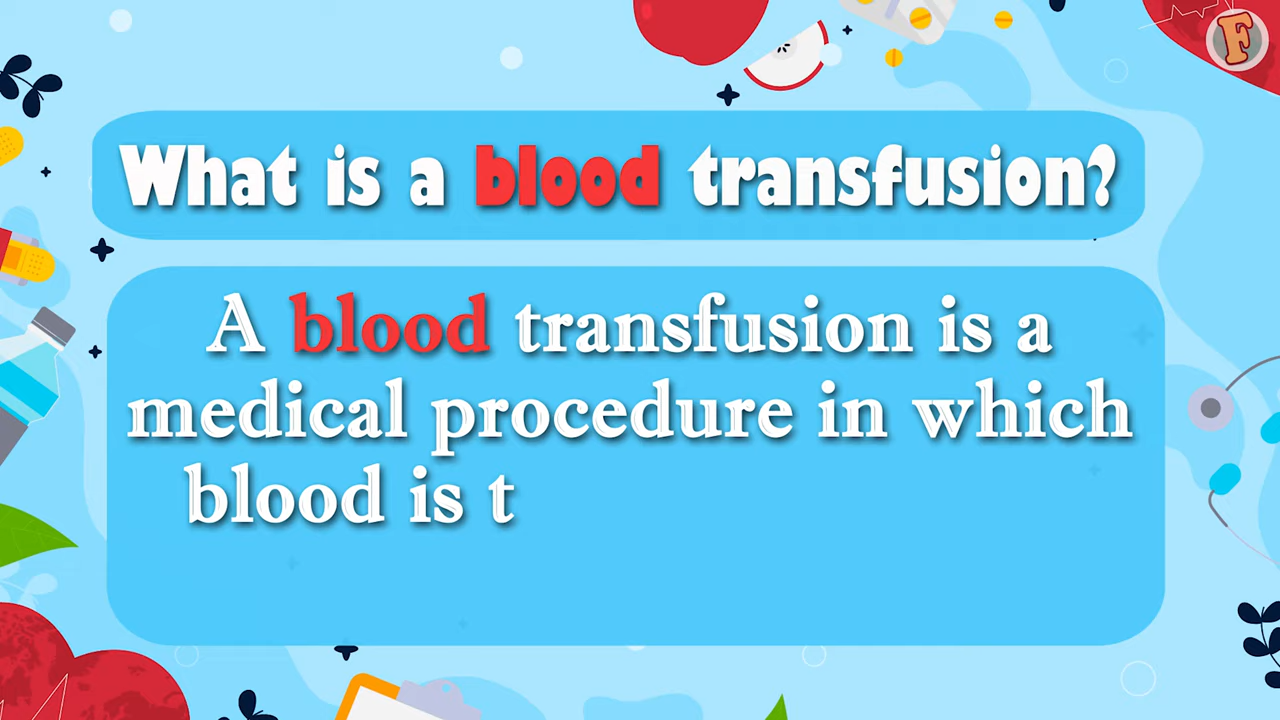 F
What is a blood transfusion?
A blood transfusion is a
medical procedure in which
blood is t